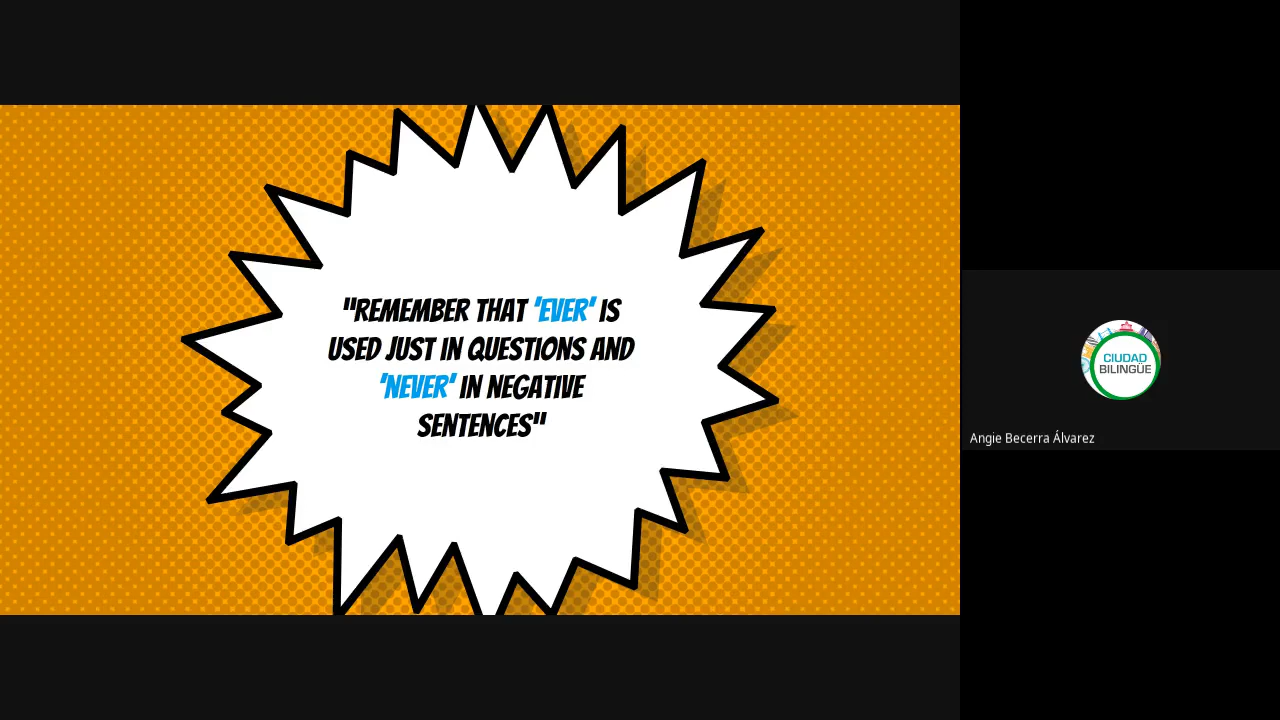 "REMEMBER THAT 'EVER' IS
USED JUST IN QUESTIONS AND
'NEVER' IN NEGATIVE
SENTENCES"
CIUDAD
BILINGÜE
Angie Becerra Álvarez